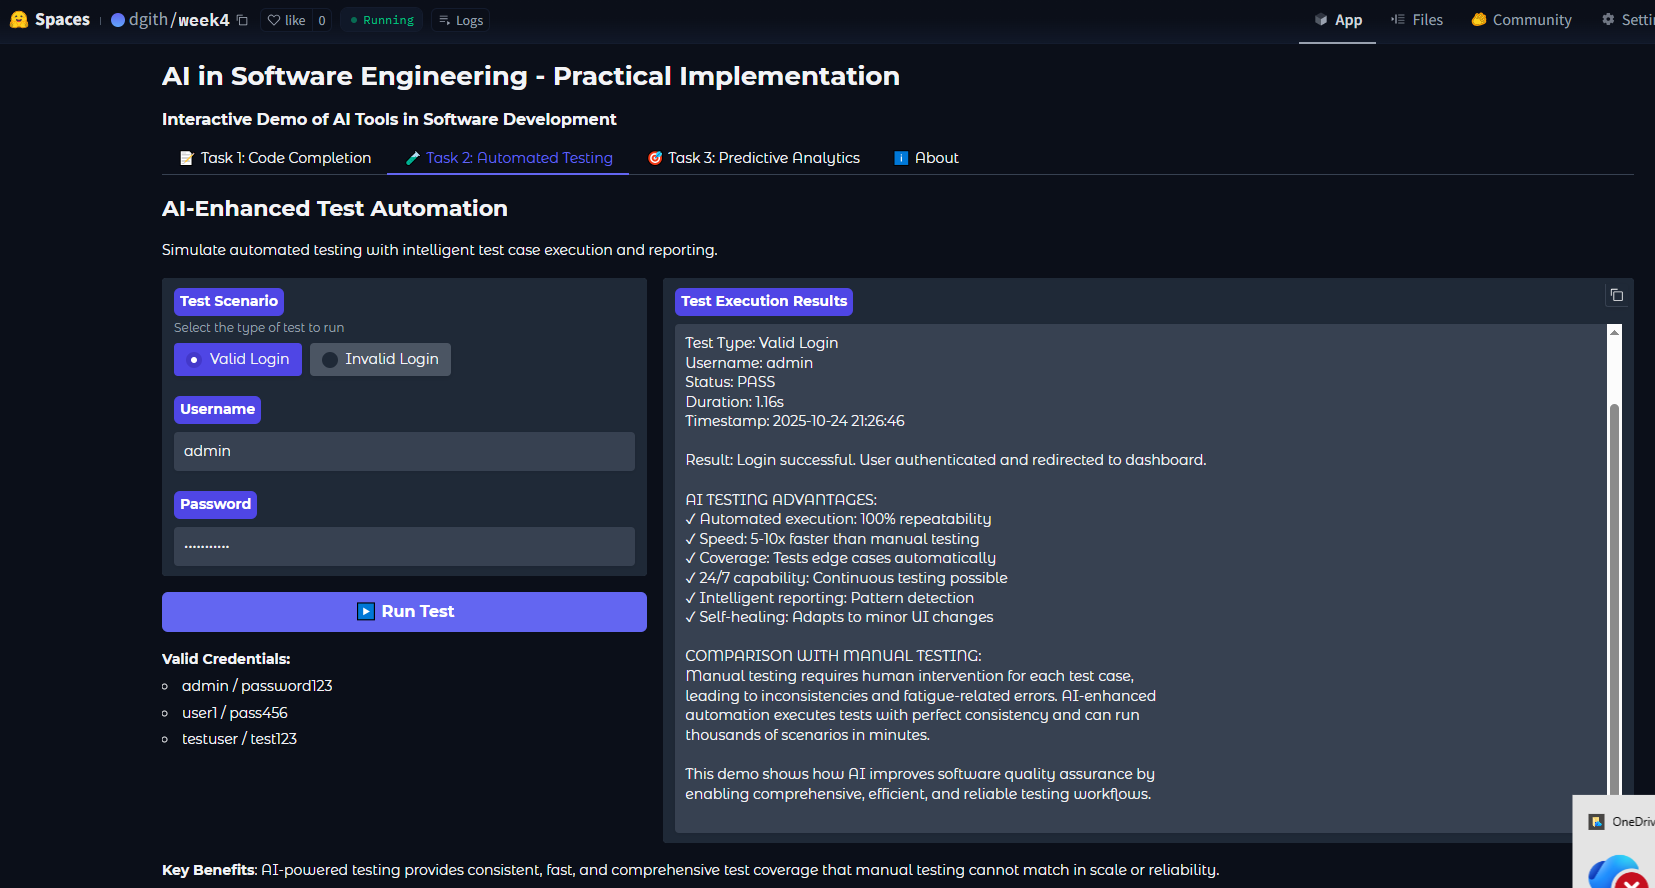 Spaces dgith/week4 like 0 Running Logs App Files Community
AI in Software Engineering - Practical Implementation
Interactive Demo of AI Tools in Software Development
Task 1: Code Completion Task 2: Automated Testing Task 3: Predictive Analytics About
AI-Enhanced Test Automation
Simulate automated testing with intelligent test case execution and reporting.
Test Scenario
Select the type of test to run
Valid Login Invalid Login
Username
admin
Password
•••••••••••
Run Test
Valid Credentials:
admin / password123
user1 / pass456
testuser / test123
Test Execution Results
Test Type: Valid Login
Username: admin
Status: PASS
Duration: 1.16s
Timestamp: 2025-10-24 21:26:46
Result: Login successful. User authenticated and redirected to dashboard.
AI TESTING ADVANTAGES:
✓ Automated execution: 100% repeatability
✓ Speed: 5-10x faster than manual testing
✓ Coverage: Tests edge cases automatically
✓ 24/7 capability: Continuous testing possible
✓ Intelligent reporting: Pattern detection
✓ Self-healing: Adapts to minor UI changes
COMPARISON WITH MANUAL TESTING:
Manual testing requires human intervention for each test case,
leading to inconsistencies and fatigue-related errors. AI-enhanced
automation executes tests with perfect consistency and can run
thousands of scenarios in minutes.
This demo shows how AI improves software quality assurance by
enabling comprehensive, efficient, and reliable testing workflows.
Key Benefits: AI-powered testing provides consistent, fast, and comprehensive test coverage that manual testing cannot match in scale or reliability.